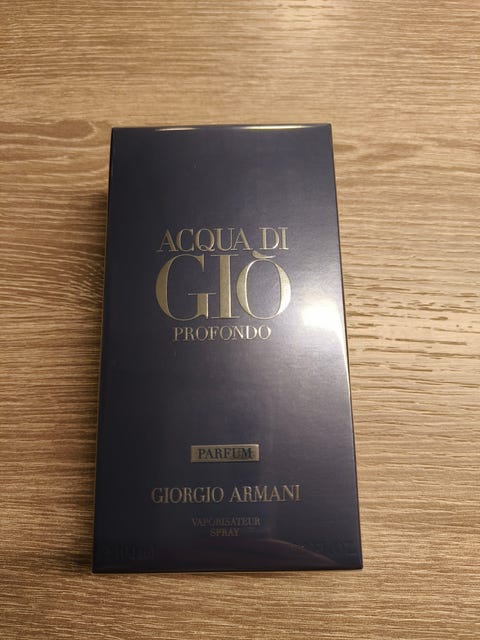 ACQUA DI
GIÒ
PROFONDO
PARFUM
GIORGIO ARMANI
VAPORISATEUR
SPRAY